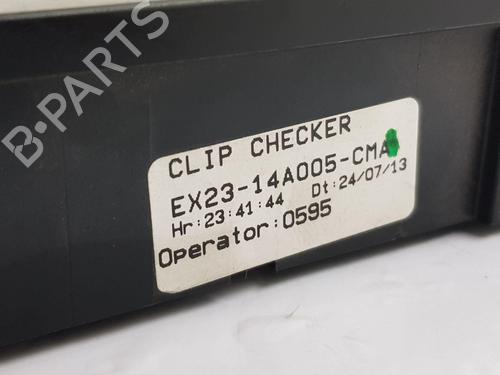 B-PARTS
CLIP CHECKER
EX23-14A005-CMA
Hr:23:41:44 Dt:24/07/13
Operator:0595